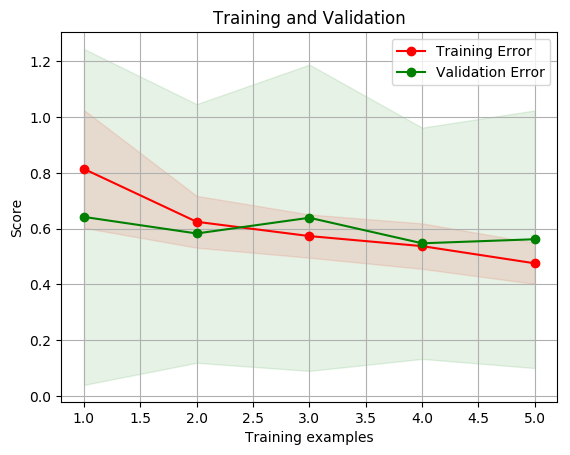 Training and Validation
Training Error
Validation Error
Score
1.2
1.0
0.8
0.6
0.4
0.2
0.0
1.0 1.5 2.0 2.5 3.0 3.5 4.0 4.5 5.0
Training examples